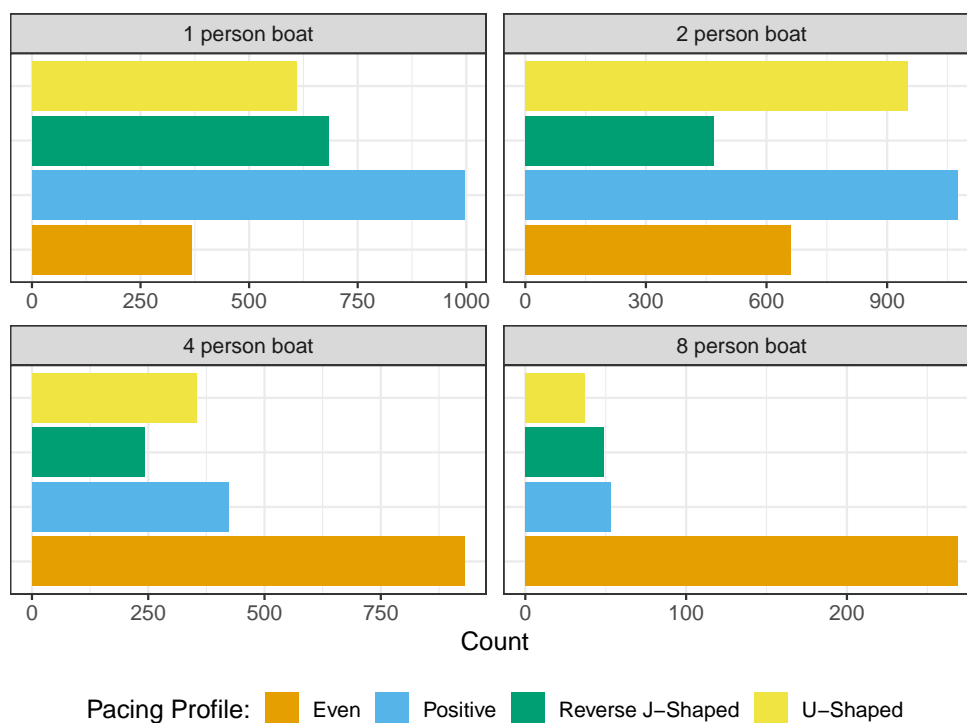 1 person boat
2 person boat
0 250 500 750 1000
0 300 600 900
4 person boat
8 person boat
0 250 500 750
0 100 200
Count
Pacing Profile: Even Positive Reverse J−Shaped U−Shaped